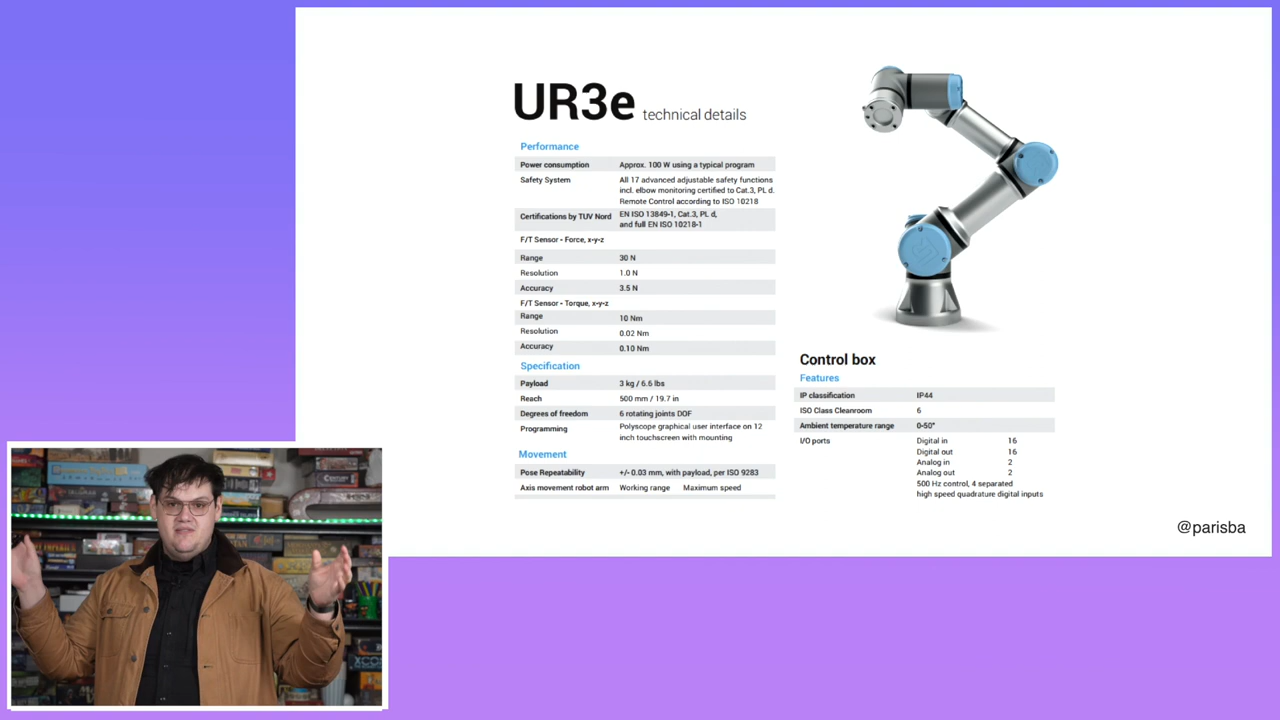 UR3e technical details
Performance
Power consumption Approx. 100 W using a typical program
Safety System All 17 advanced adjustable safety functions
incl. elbow monitoring certified to Cat.3, PL d.
Remote Control according to ISO 10218
Certifications by TUV Nord EN ISO 13849-1, Cat.3, PL d,
and full EN ISO 10218-1
F/T Sensor - Force, x-y-z
Range 30 N
Resolution 1.0 N
Accuracy 3.5 N
F/T Sensor - Torque, x-y-z
Range 10 Nm
Resolution 0.02 Nm
Accuracy 0.10 Nm
Specification
Payload 3 kg / 6.6 lbs
Reach 500 mm / 19.7 in
Degrees of freedom 6 rotating joints DOF
Programming Polyscope graphical user interface on 12
inch touchscreen with mounting
Movement
Pose Repeatability +/- 0.03 mm, with payload, per ISO 9283
Axis movement robot arm Working range Maximum speed
Control box
Features
IP classification IP44
ISO Class Cleanroom 6
Ambient temperature range 0-50°
I/O ports Digital in 16
Digital out 16
Analog in 2
Analog out 2
500 Hz control, 4 separated
high speed quadrature digital inputs
@parisba